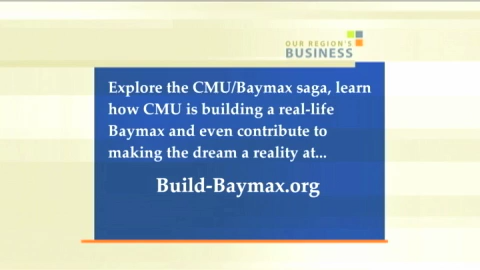 OUR REGION'S
BUSINESS
Explore the CMU/Baymax saga, learn
how CMU is building a real-life
Baymax and even contribute to
making the dream a reality at...
Build-Baymax.org